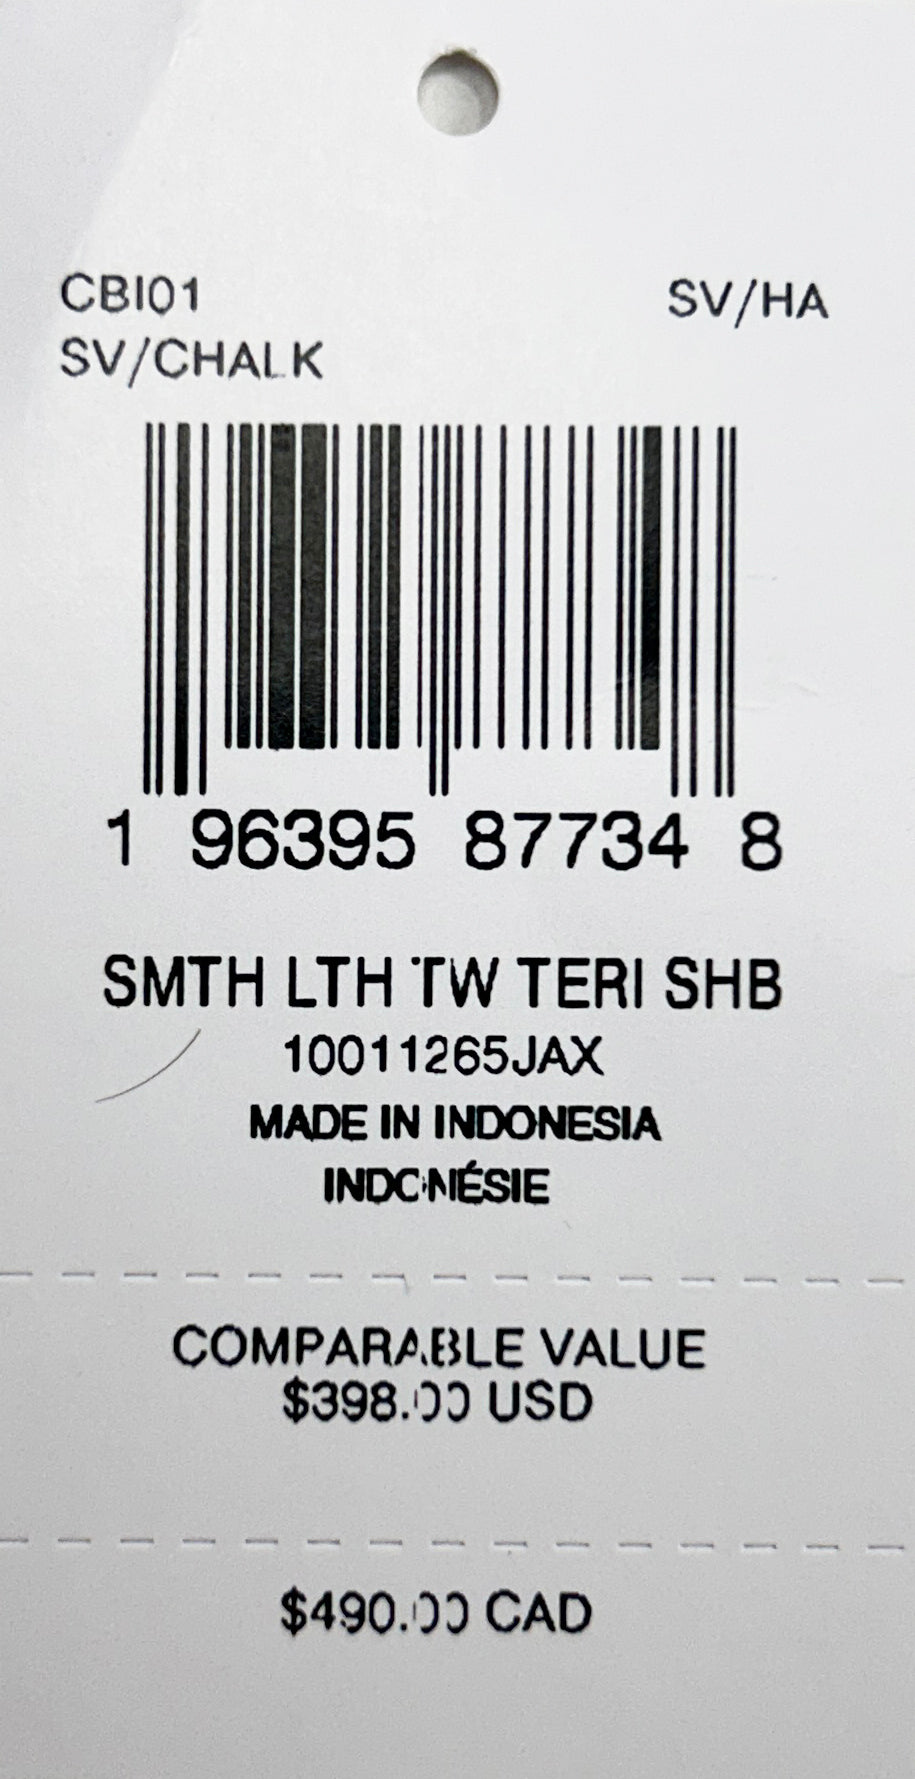 CBI01 SV/HA
SV/CHALK
1 96395 87734 8
SMTH LTH TW TERI SHB
10011265JAX
MADE IN INDONESIA
INDONÉSIE
COMPARABLE VALUE
$398.00 USD
$490.00 CAD